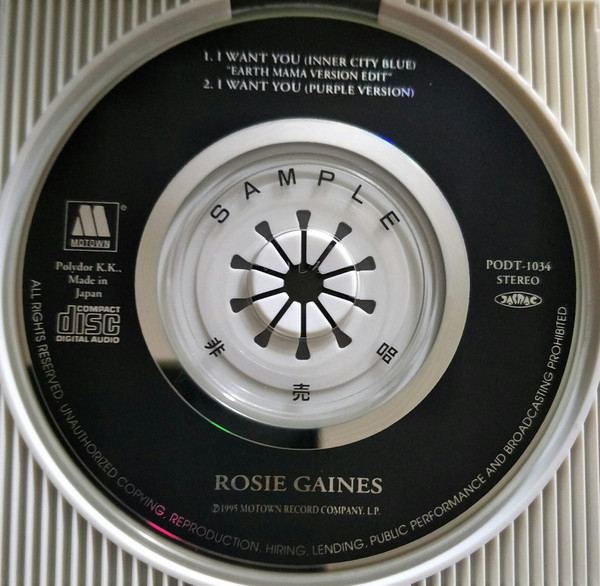 1. I WANT YOU (INNER CITY BLUE)
"EARTH MAMA VERSION EDIT"
2. I WANT YOU (PURPLE VERSION)
SAMPLE
MOTOWN
®
Polydor K.K..
Made in
Japan
COMPACT
disc
DIGITAL AUDIO
PODT-1034
STEREO
JASRAC
非売品
ROSIE GAINES
℗1995 MOTOWN RECORD COMPANY. L.P.
ALL RIGHTS RESERVED. UNAUTHORIZED COPYING, REPRODUCTION. HIRING, LENDING, PUBLIC PERFORMANCE AND BROADCASTING PROHIBITED.